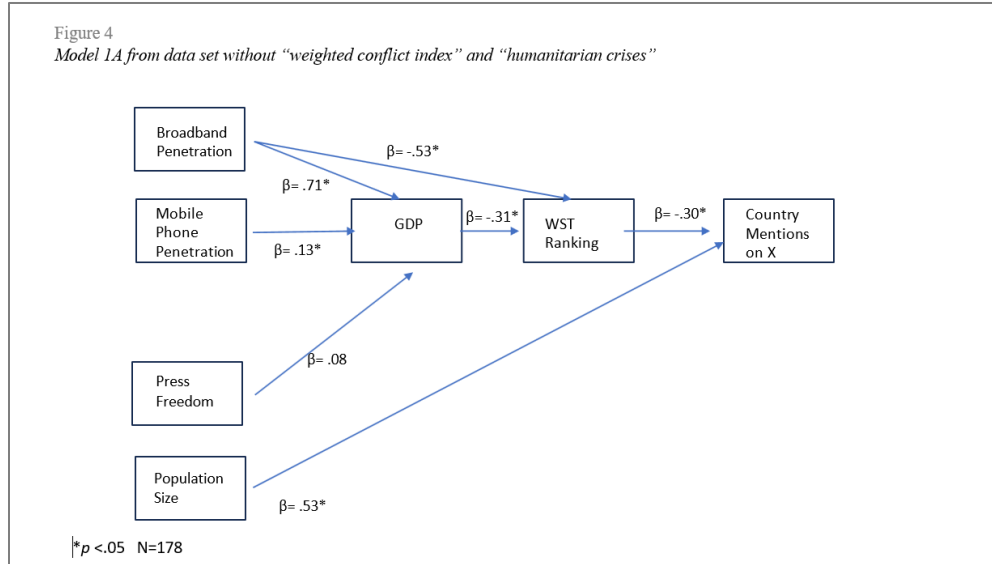 Figure 4
Model 1A from data set without “weighted conflict index” and “humanitarian crises”
Broadband
Penetration
β= -.53*
β= .71*
Mobile
Phone
Penetration
β= .13*
GDP
β= -.31*
WST
Ranking
β= -.30*
Country
Mentions
on X
β= .08
Press
Freedom
Population
Size
β= .53*
*p <.05 N=178